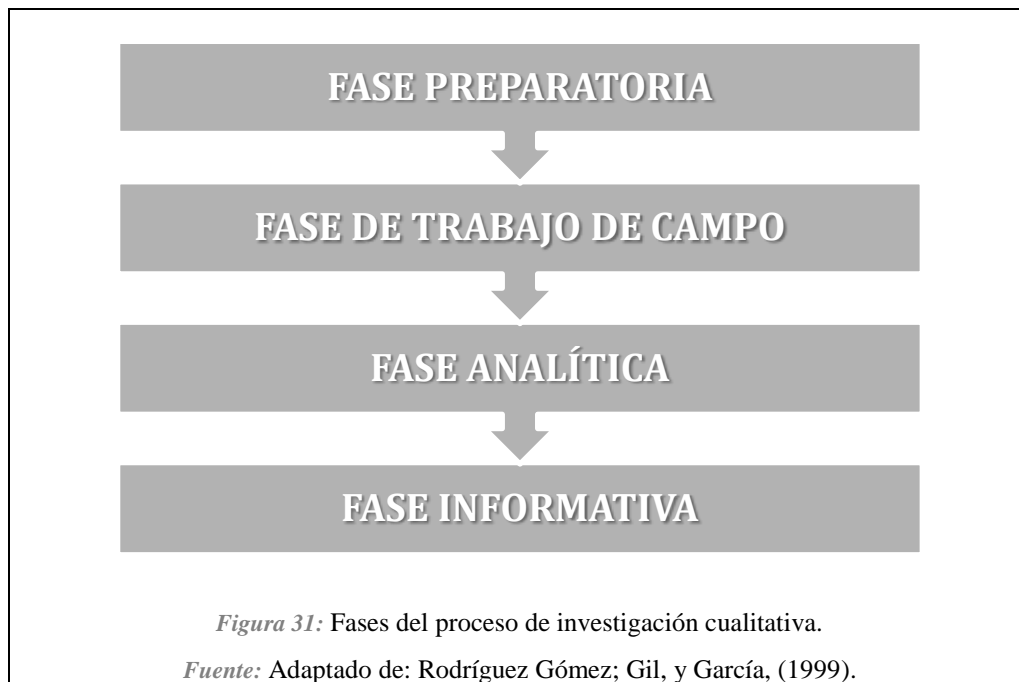 FASE PREPARATORIA
FASE DE TRABAJO DE CAMPO
FASE ANALÍTICA
FASE INFORMATIVA
Figura 31: Fases del proceso de investigación cualitativa.
Fuente: Adaptado de: Rodríguez Gómez; Gil, y García, (1999).